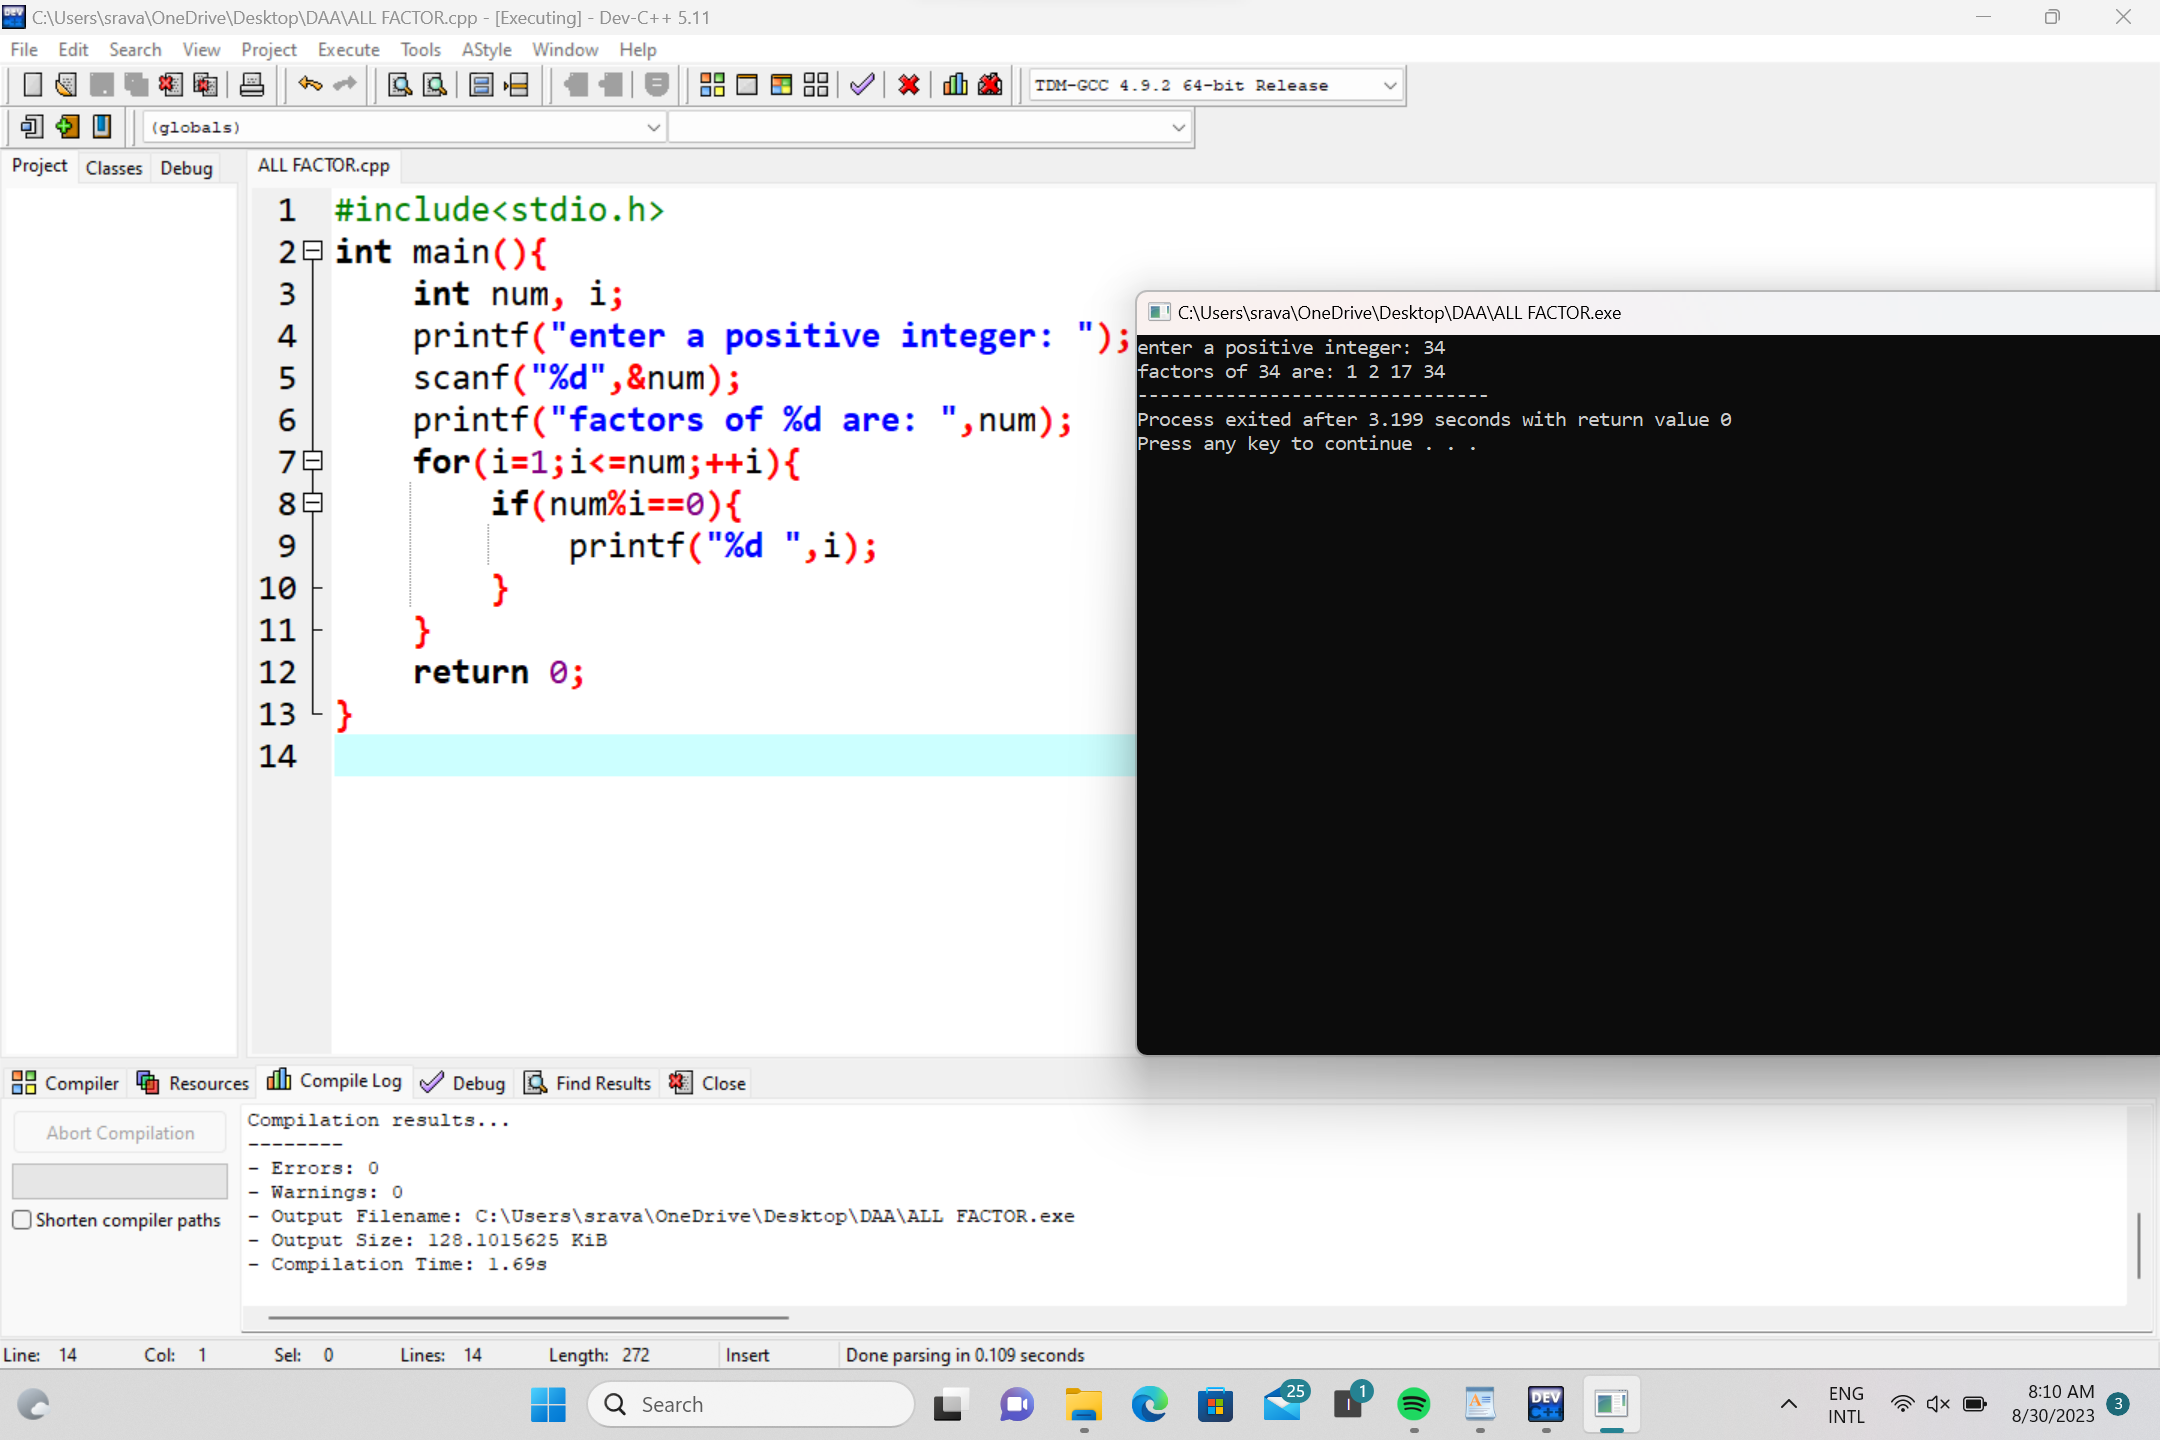 C:\Users\srava\OneDrive\Desktop\DAA\ALL FACTOR.cpp - [Executing] - Dev-C++ 5.11
File Edit Search View Project Execute Tools AStyle Window Help
TDM-GCC 4.9.2 64-bit Release
(globals)
Project Classes Debug
ALL FACTOR.cpp
1 #include<stdio.h>
2 int main(){
3 int num, i;
4 printf("enter a positive integer: ");
5 scanf("%d",&num);
6 printf("factors of %d are: ",num);
7 for(i=1;i<=num;++i){
8 if(num%i==0){
9 printf("%d ",i);
10 }
11 }
12 return 0;
13 }
14
C:\Users\srava\OneDrive\Desktop\DAA\ALL FACTOR.exe
enter a positive integer: 34
factors of 34 are: 1 2 17 34
--------------------------------
Process exited after 3.199 seconds with return value 0
Press any key to continue . . .
Compiler Resources Compile Log Debug Find Results Close
Abort Compilation
Shorten compiler paths
Compilation results...
--------
- Errors: 0
- Warnings: 0
- Output Filename: C:\Users\srava\OneDrive\Desktop\DAA\ALL FACTOR.exe
- Output Size: 128.1015625 KiB
- Compilation Time: 1.69s
Line: 14 Col: 1 Sel: 0 Lines: 14 Length: 272 Insert Done parsing in 0.109 seconds
Search
25
1
DEV
C++
ENG
INTL
8:10 AM
8/30/2023
3